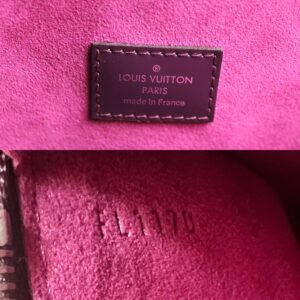 ®
LOUIS VUITTON
PARIS
made in France
FL1170